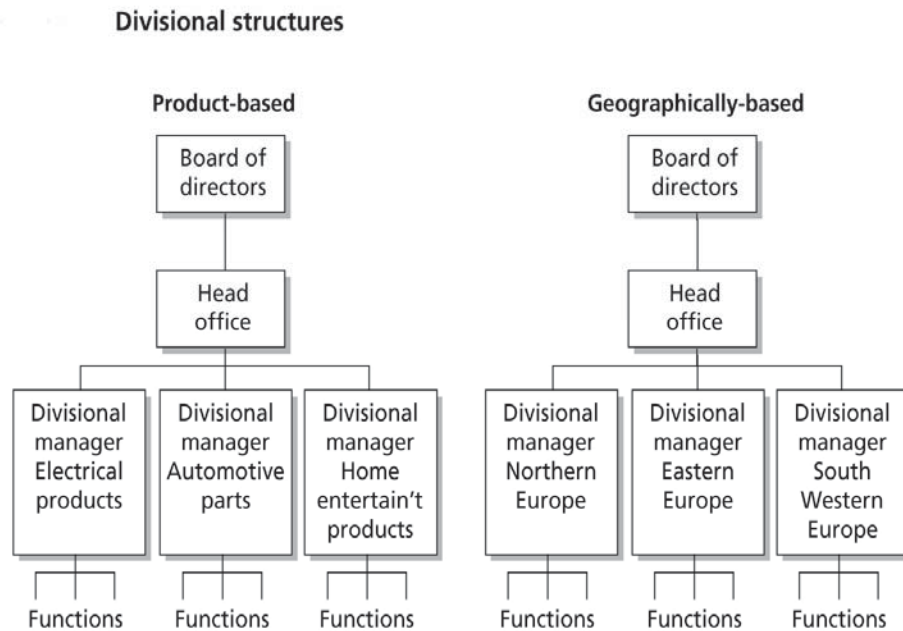 Divisional structures
Product-based
Board of
directors
Head
office
Divisional
manager
Electrical
products
Divisional
manager
Automotive
parts
Divisional
manager
Home
entertain't
products
Functions
Functions
Functions
Geographically-based
Board of
directors
Head
office
Divisional
manager
Northern
Europe
Divisional
manager
Eastern
Europe
Divisional
manager
South
Western
Europe
Functions
Functions
Functions